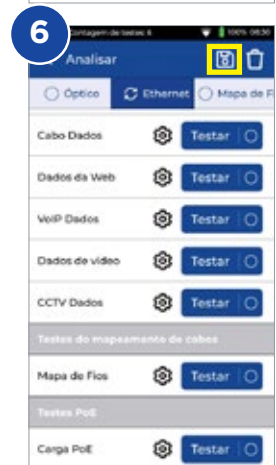 6
Contagem de testes: 6 100% 08:30
Analisar
Óptico Ethernet Mapa de F
Cabo Dados Testar
Dados da Web Testar
VoIP Dados Testar
Dados de vídeo Testar
CCTV Dados Testar
Testes do mapeamento de cabos
Mapa de Fios Testar
Testes PoE
Carga PoE Testar